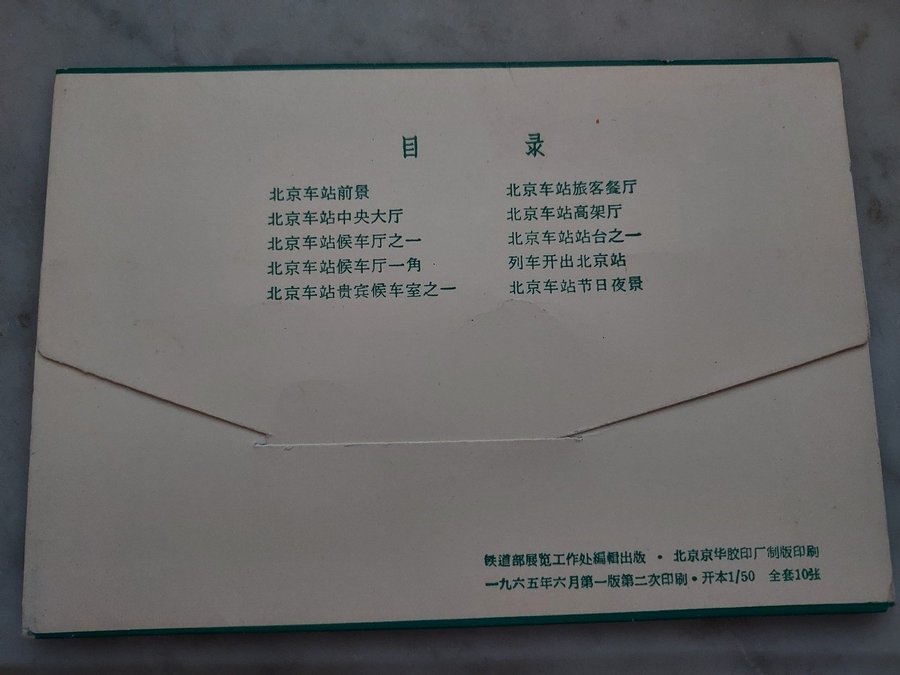 目录
北京车站前景
北京车站中央大厅
北京车站候车厅之一
北京车站候车厅一角
北京车站贵宾候车室之一
北京车站旅客餐厅
北京车站高架厅
北京车站站台之一
列车开出北京站
北京车站节日夜景
铁道部展览工作处編輯出版 · 北京京华胶印厂制版印刷
一九六五年六月第一版第二次印刷 · 开本1/50 全套10张